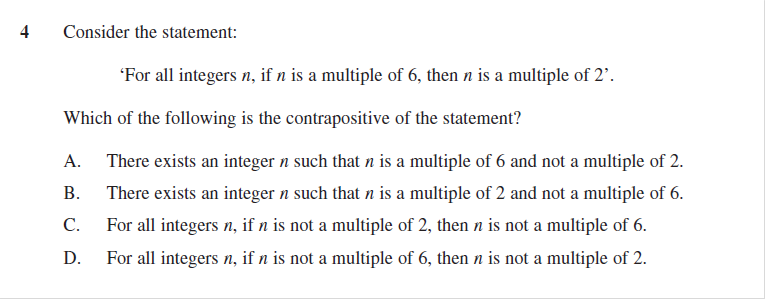 4 Consider the statement:
‘For all integers n, if n is a multiple of 6, then n is a multiple of 2’.
Which of the following is the contrapositive of the statement?
A. There exists an integer n such that n is a multiple of 6 and not a multiple of 2.
B. There exists an integer n such that n is a multiple of 2 and not a multiple of 6.
C. For all integers n, if n is not a multiple of 2, then n is not a multiple of 6.
D. For all integers n, if n is not a multiple of 6, then n is not a multiple of 2.